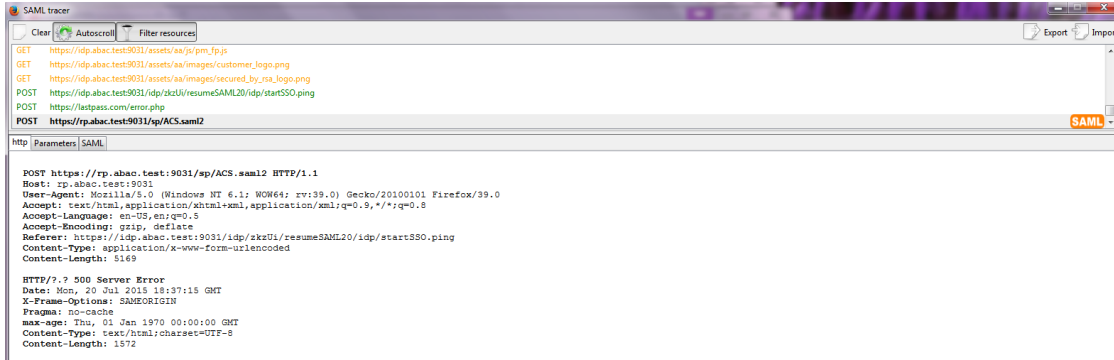 SAML tracer
Clear Autoscroll Filter resources Export Impor
GET https://idp.abac.test:9031/assets/aa/js/pm_fp.js
GET https://idp.abac.test:9031/assets/aa/images/customer_logo.png
GET https://idp.abac.test:9031/assets/aa/images/secured_by_rsa_logo.png
POST https://idp.abac.test:9031/idp/zkzUi/resumeSAML20/idp/startSSO.ping
POST https://lastpass.com/error.php
POST https://rp.abac.test:9031/sp/ACS.saml2 SAML
http Parameters SAML
POST https://rp.abac.test:9031/sp/ACS.saml2 HTTP/1.1
Host: rp.abac.test:9031
User-Agent: Mozilla/5.0 (Windows NT 6.1; WOW64; rv:39.0) Gecko/20100101 Firefox/39.0
Accept: text/html,application/xhtml+xml,application/xml;q=0.9,*/*;q=0.8
Accept-Language: en-US,en;q=0.5
Accept-Encoding: gzip, deflate
Referer: https://idp.abac.test:9031/idp/zkzUi/resumeSAML20/idp/startSSO.ping
Content-Type: application/x-www-form-urlencoded
Content-Length: 5169
HTTP/?.? 500 Server Error
Date: Mon, 20 Jul 2015 18:37:15 GMT
X-Frame-Options: SAMEORIGIN
Pragma: no-cache
max-age: Thu, 01 Jan 1970 00:00:00 GMT
Content-Type: text/html;charset=UTF-8
Content-Length: 1572